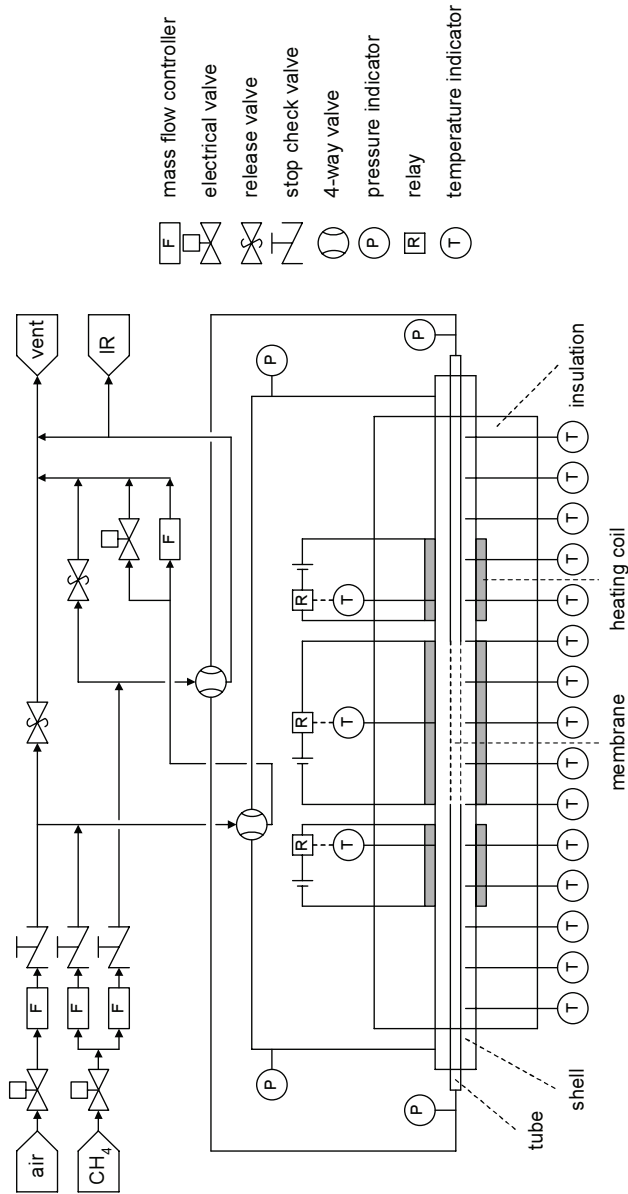 air
vent
F
F
CH₄
IR
F
F
P
P
R
R
R
T
T
T
P
P
T T T T T T T T T T T T T T T
tube
shell
membrane
heating coil
insulation
F mass flow controller
electrical valve
release valve
stop check valve
4-way valve
P pressure indicator
R relay
T temperature indicator